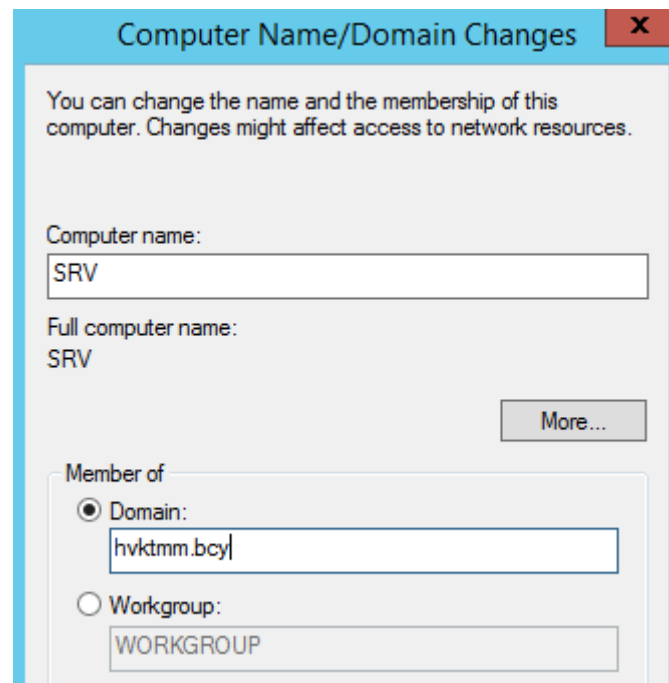 Computer Name/Domain Changes
x
You can change the name and the membership of this
computer. Changes might affect access to network resources.
Computer name:
SRV
Full computer name:
SRV
More...
Member of
Domain:
hvktmm.bcy
Workgroup:
WORKGROUP